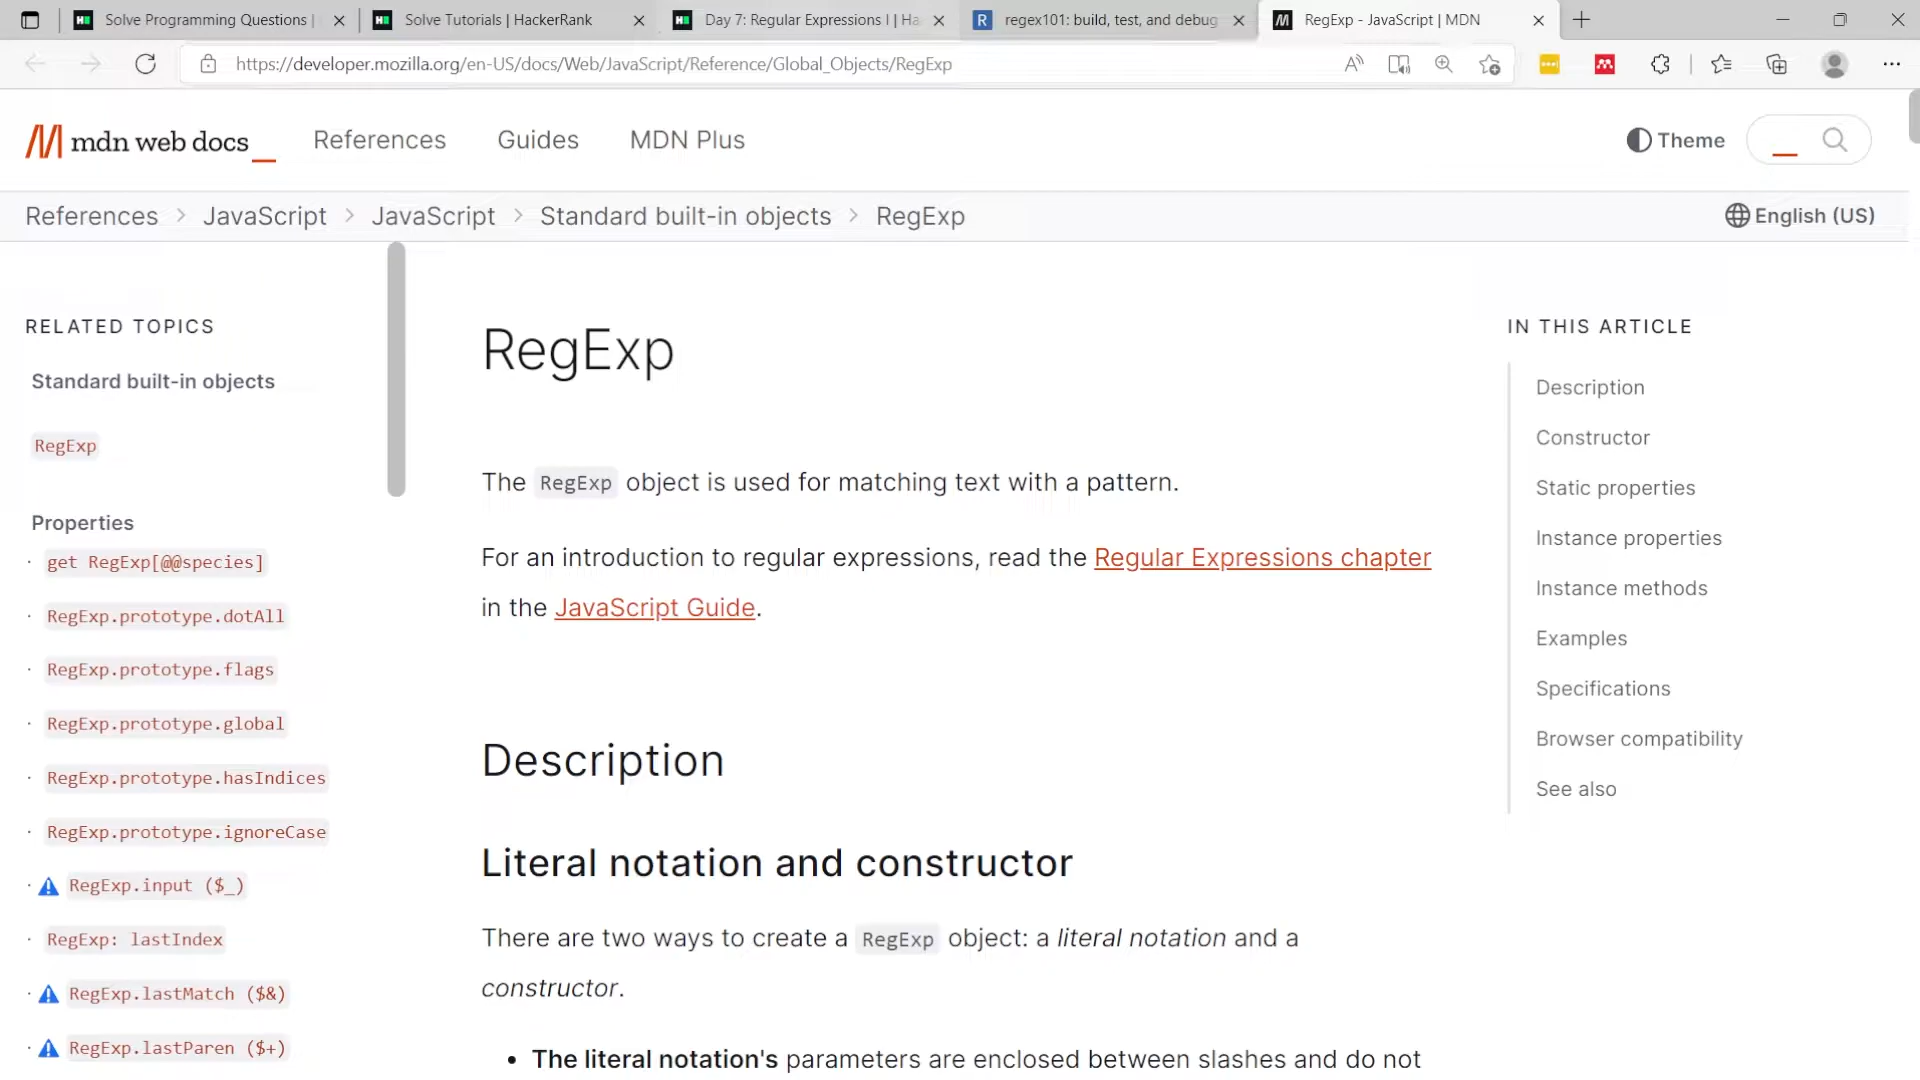 Solve Programming Questions |
Solve Tutorials | HackerRank
Day 7: Regular Expressions I | Ha
regex101: build, test, and debug
RegExp - JavaScript | MDN
https://developer.mozilla.org/en-US/docs/Web/JavaScript/Reference/Global_Objects/RegExp
mdn web docs_
References
Guides
MDN Plus
Theme
References > JavaScript > JavaScript > Standard built-in objects > RegExp
English (US)
RELATED TOPICS
Standard built-in objects
RegExp
Properties
get RegExp[@@species]
RegExp.prototype.dotAll
RegExp.prototype.flags
RegExp.prototype.global
RegExp.prototype.hasIndices
RegExp.prototype.ignoreCase
RegExp.input ($_)
RegExp: lastIndex
RegExp.lastMatch ($&)
RegExp.lastParen ($+)
RegExp
The RegExp object is used for matching text with a pattern.
For an introduction to regular expressions, read the Regular Expressions chapter
in the JavaScript Guide.
Description
Literal notation and constructor
There are two ways to create a RegExp object: a literal notation and a
constructor.
• The literal notation's parameters are enclosed between slashes and do not
IN THIS ARTICLE
Description
Constructor
Static properties
Instance properties
Instance methods
Examples
Specifications
Browser compatibility
See also